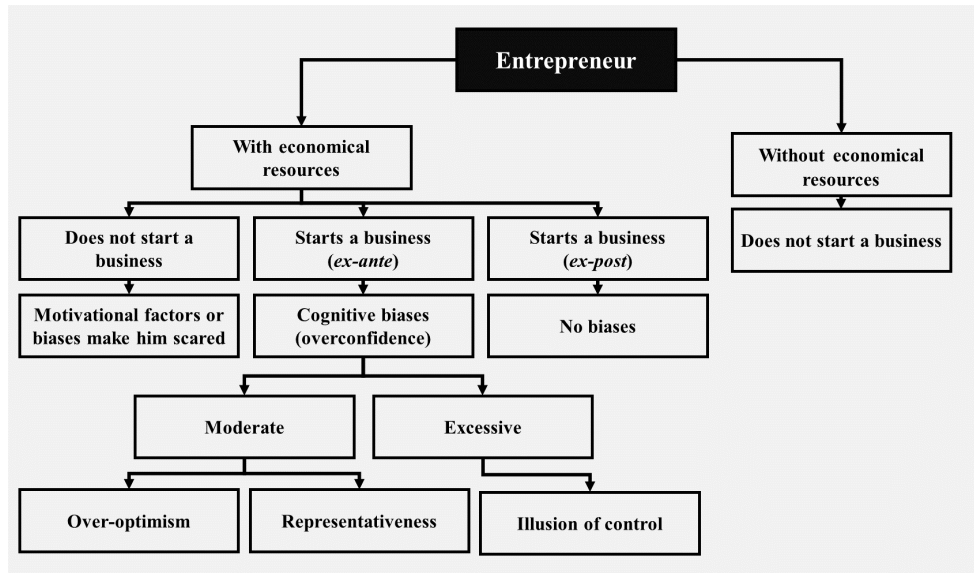 Entrepreneur
With economical
resources
Without economical
resources
Does not start a
business
Starts a business
(ex-ante)
Starts a business
(ex-post)
Does not start a business
Motivational factors or
biases make him scared
Cognitive biases
(overconfidence)
No biases
Moderate
Excessive
Over-optimism
Representativeness
Illusion of control